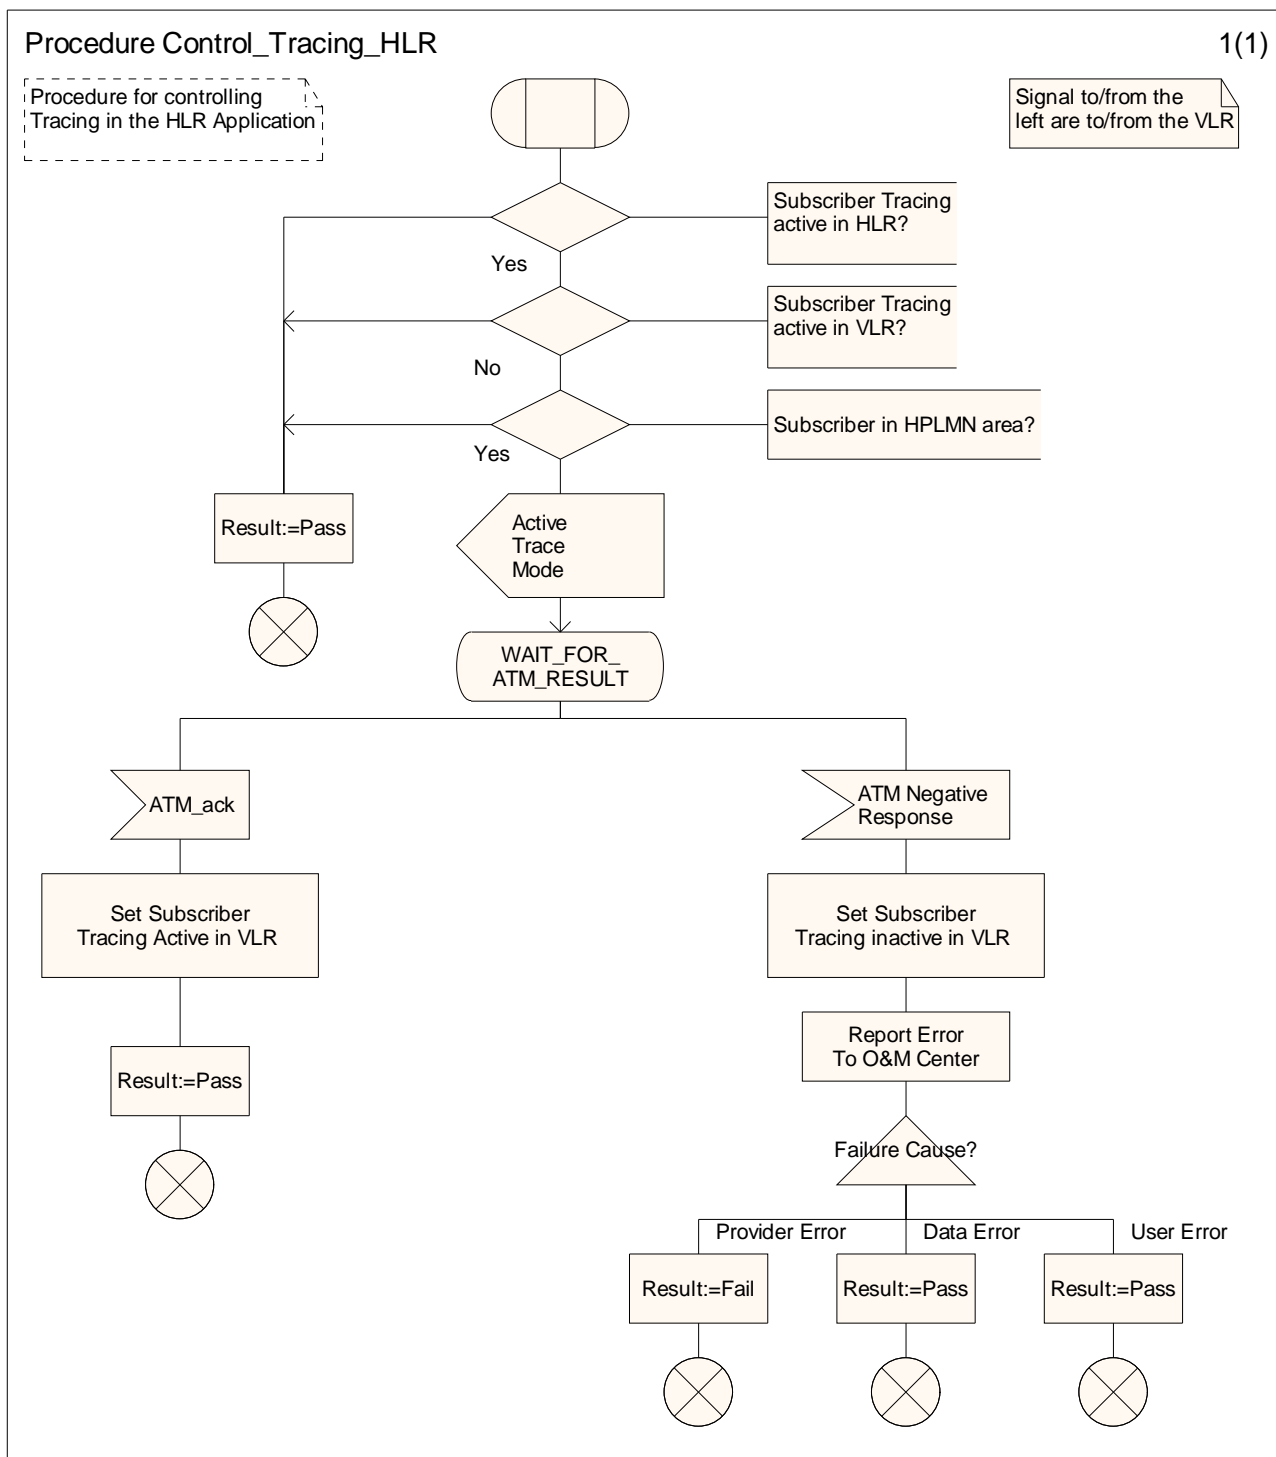 Procedure Control_Tracing_HLR
1(1)
Procedure for controlling
Tracing in the HLR Application
Signal to/from the
left are to/from the VLR
Subscriber Tracing
active in HLR?
Yes
Subscriber Tracing
active in VLR?
No
Subscriber in HPLMN area?
Yes
Result:=Pass
Active
Trace
Mode
WAIT_FOR_
ATM_RESULT
ATM_ack
ATM Negative
Response
Set Subscriber
Tracing Active in VLR
Set Subscriber
Tracing inactive in VLR
Report Error
To O&M Center
Result:=Pass
Failure Cause?
Provider Error
Data Error
User Error
Result:=Fail
Result:=Pass
Result:=Pass